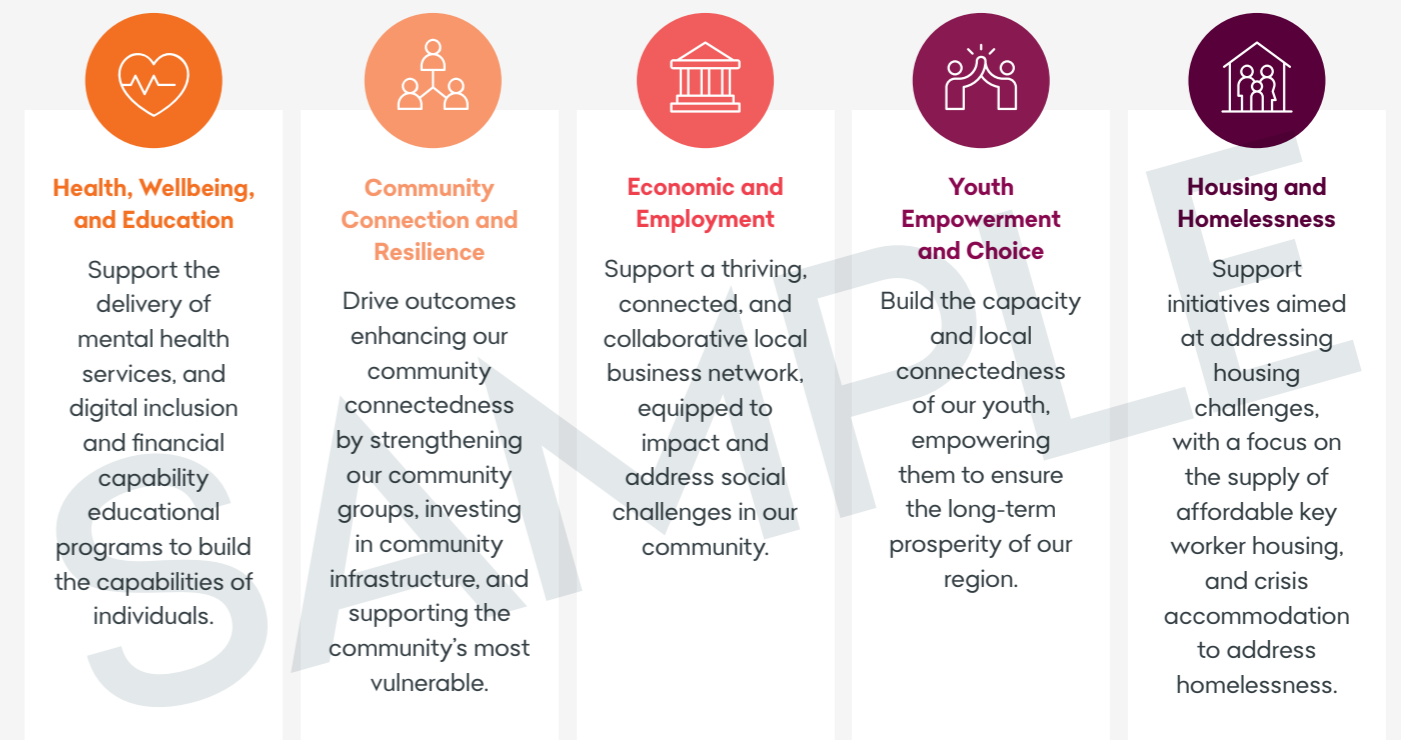 Health, Wellbeing,
and Education
Support the
delivery of
mental health
services, and
digital inclusion
and financial
capability
educational
programs to build
the capabilities of
individuals.
Community
Connection and
Resilience
Drive outcomes
enhancing our
community
connectedness
by strengthening
our community
groups, investing
in community
infrastructure, and
supporting the
community's most
vulnerable.
Economic and
Employment
Support a thriving,
connected, and
collaborative local
business network,
equipped to
impact and
address social
challenges in our
community.
Youth
Empowerment
and Choice
Build the capacity
and local
connectedness
of our youth,
empowering
them to ensure
the long-term
prosperity of our
region.
Housing and
Homelessness
Support
initiatives aimed
at addressing
housing
challenges,
with a focus on
the supply of
affordable key
worker housing,
and crisis
accommodation
to address
homelessness.
SAMPLE